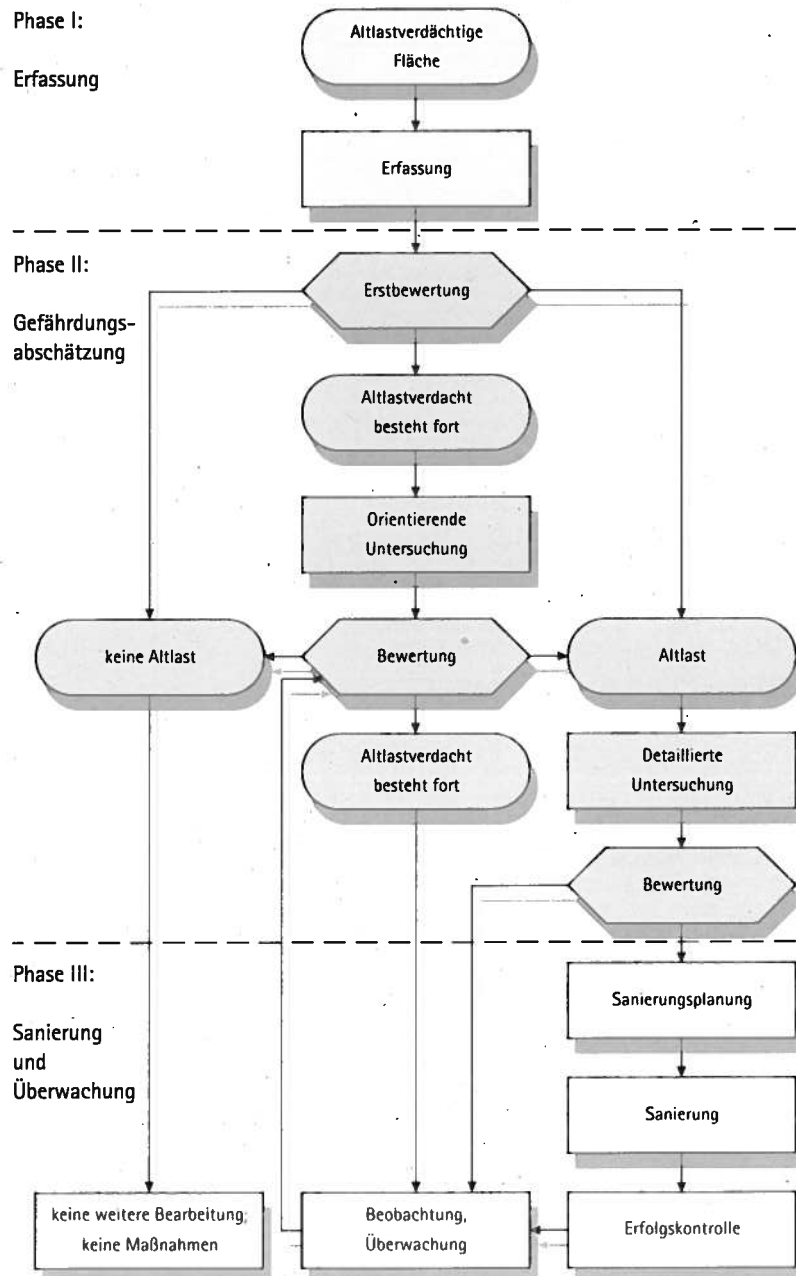 Phase I:
Erfassung
Altlastverdächtige
Fläche
Erfassung
Phase II:
Gefährdungs-
abschätzung
Erstbewertung
Altlastverdacht
besteht fort
Orientierende
Untersuchung
keine Altlast
Bewertung
Altlast
Altlastverdacht
besteht fort
Detaillierte
Untersuchung
Bewertung
Phase III:
Sanierung
und
Überwachung
Sanierungsplanung
Sanierung
keine weitere Bearbeitung;
keine Maßnahmen
Beobachtung,
Überwachung
Erfolgskontrolle